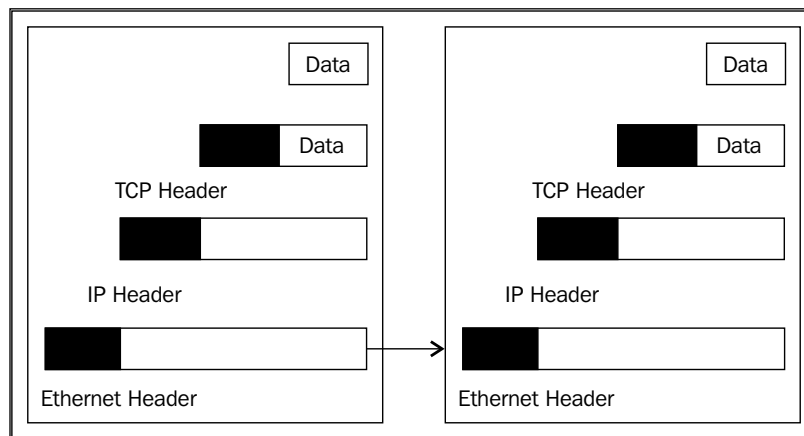 Data
Data
TCP Header
IP Header
Ethernet Header
Data
Data
TCP Header
IP Header
Ethernet Header